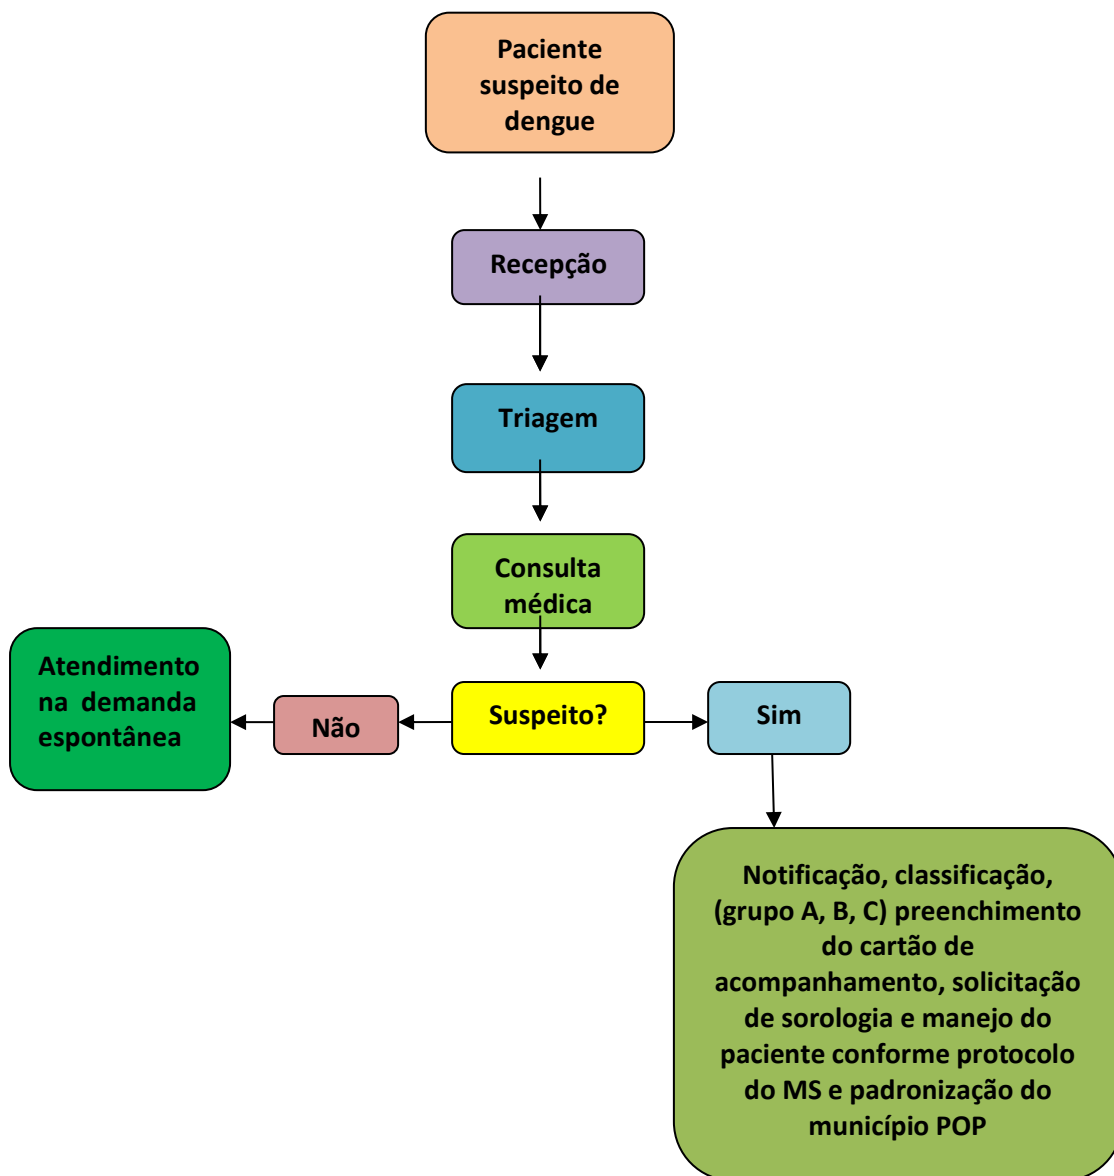 Paciente
suspeito de
dengue
Recepção
Triagem
Consulta
médica
Atendimento
na demanda
espontânea
Não
Suspeito?
Sim
Notificação, classificação,
(grupo A, B, C) preenchimento
do cartão de
acompanhamento, solicitação
de sorologia e manejo do
paciente conforme protocolo
do MS e padronização do
município POP